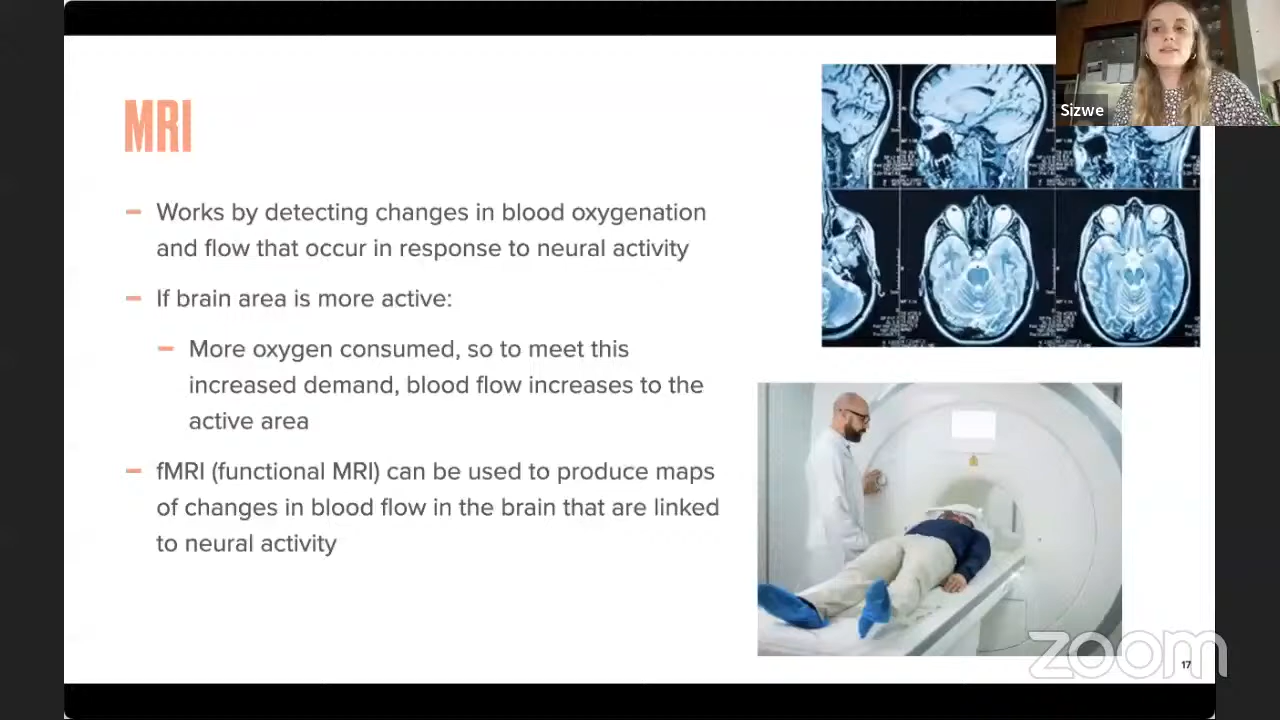 MRI
Sizwe
– Works by detecting changes in blood oxygenation
and flow that occur in response to neural activity
– If brain area is more active:
– More oxygen consumed, so to meet this
increased demand, blood flow increases to the
active area
– fMRI (functional MRI) can be used to produce maps
of changes in blood flow in the brain that are linked
to neural activity
zoom
17